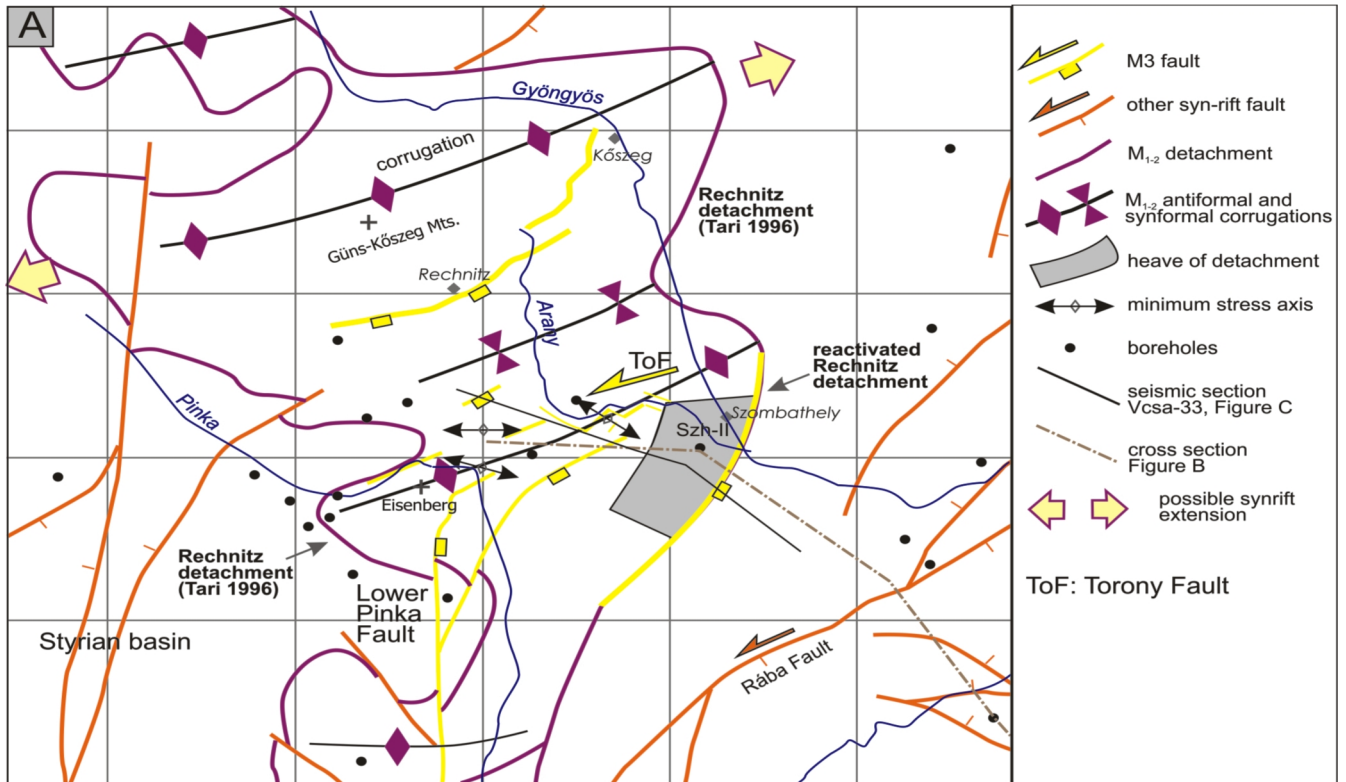 A
Gyöngyös
Kőszeg
corrugation
Güns-Kőszeg Mts.
Rechnitz
detachment
(Tari 1996)
Rechnitz
Arany
ToF
reactivated
Rechnitz
detachment
Pinka
Szombathely
Szh-II
Eisenberg
Rechnitz
detachment
(Tari 1996)
Lower
Pinka
Fault
Styrian basin
Rába Fault
M3 fault
other syn-rift fault
M1-2 detachment
M1-2 antiformal and
synformal corrugations
heave of detachment
minimum stress axis
boreholes
seismic section
Vcsa-33, Figure C
cross section
Figure B
possible synrift
extension
ToF: Torony Fault